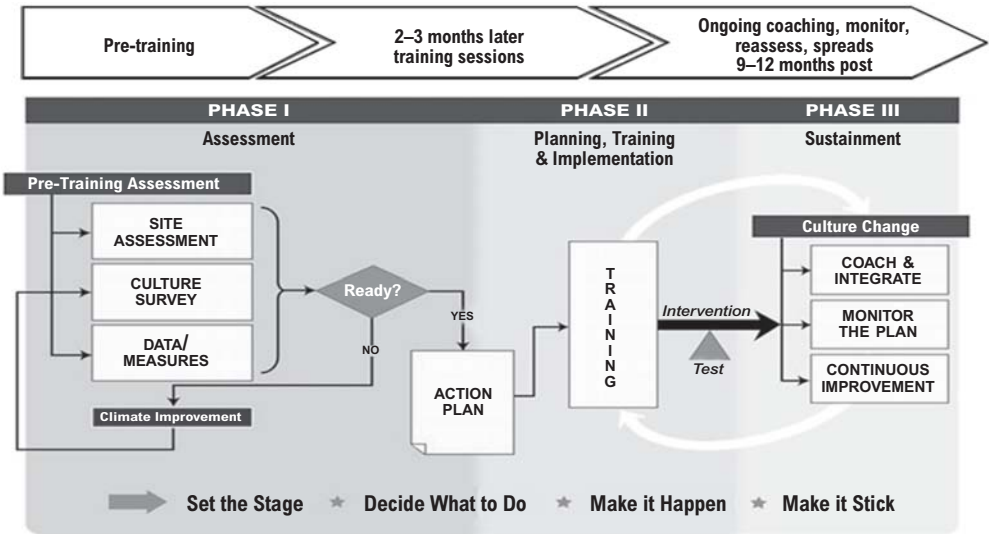 Pre-training
2–3 months later
training sessions
Ongoing coaching, monitor,
reassess, spreads
9–12 months post
PHASE I
PHASE II
PHASE III
Assessment
Planning, Training
& Implementation
Sustainment
Pre-Training Assessment
SITE
ASSESSMENT
CULTURE
SURVEY
DATA/
MEASURES
Ready?
YES
NO
Climate Improvement
ACTION
PLAN
TRAINING
Intervention
Test
Culture Change
COACH &
INTEGRATE
MONITOR
THE PLAN
CONTINUOUS
IMPROVEMENT
Set the Stage
Decide What to Do
Make it Happen
Make it Stick